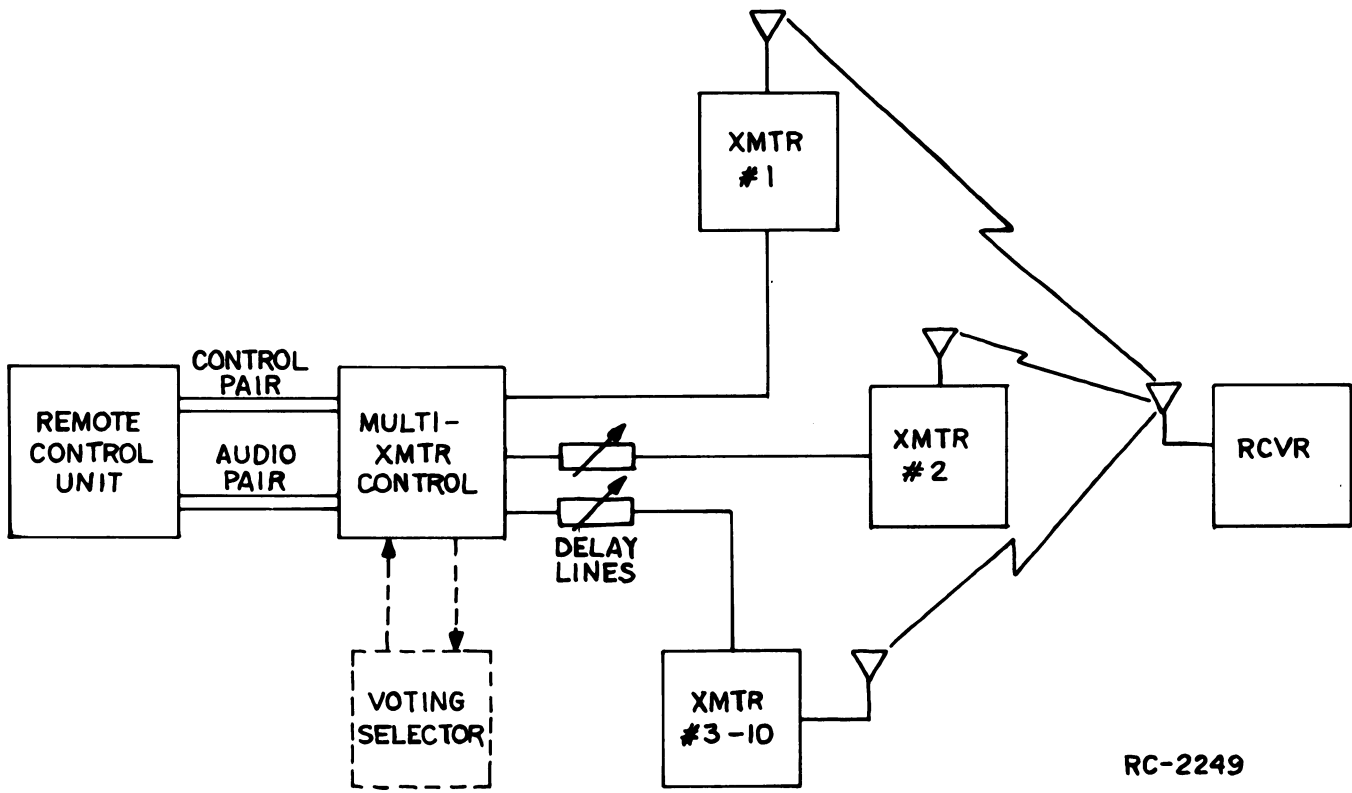 XMTR
#1
CONTROL
PAIR
REMOTE
CONTROL
UNIT
AUDIO
PAIR
MULTI-
XMTR
CONTROL
DELAY
LINES
XMTR
#2
RCVR
VOTING
SELECTOR
XMTR
#3-10
RC-2249